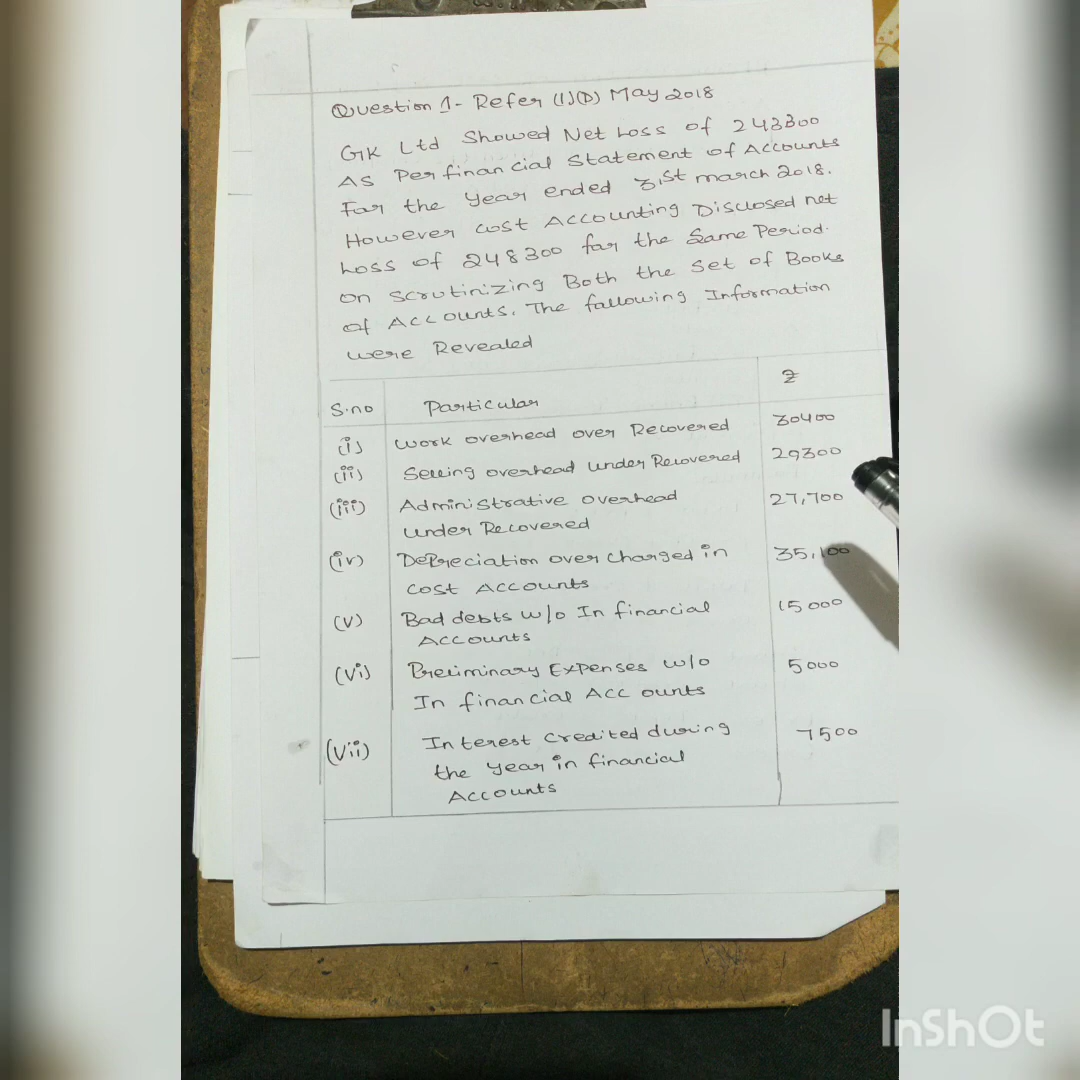 Question 1- Refer (1)(D) May 2018
GK Ltd Showed Net Loss of 243300
As Per financial Statement of Accounts
For the Year ended 31st march 2018.
However cost Accounting Disclosed net
Loss of 248300 for the Same Period.
On scrutinizing Both the set of Books
of Accounts. The following Information
were Revealed
S.no Particular ₹
(i) Work overhead over Recovered 30400
(ii) Selling overhead under Recovered 29300
(iii) Administrative overhead 27,700
under Recovered
(iv) Depreciation over charged in 35,100
Cost Accounts
(v) Bad debts w/o In financial 15000
Accounts
(vi) Preliminary Expenses w/o 5000
In financial Accounts
(vii) Interest credited during 7500
the year in financial
Accounts
InShOt